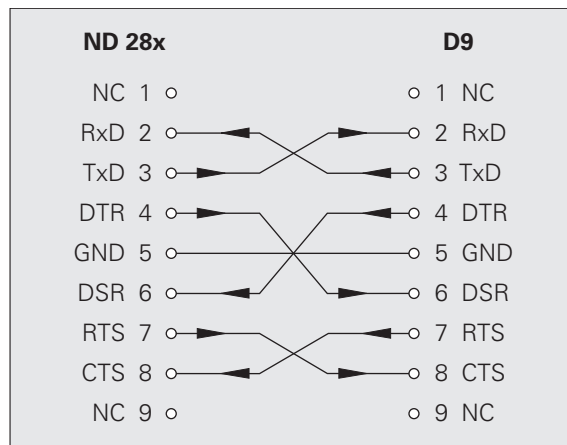 ND 28x D9
NC 1 1 NC
RxD 2 2 RxD
TxD 3 3 TxD
DTR 4 4 DTR
GND 5 5 GND
DSR 6 6 DSR
RTS 7 7 RTS
CTS 8 8 CTS
NC 9 9 NC